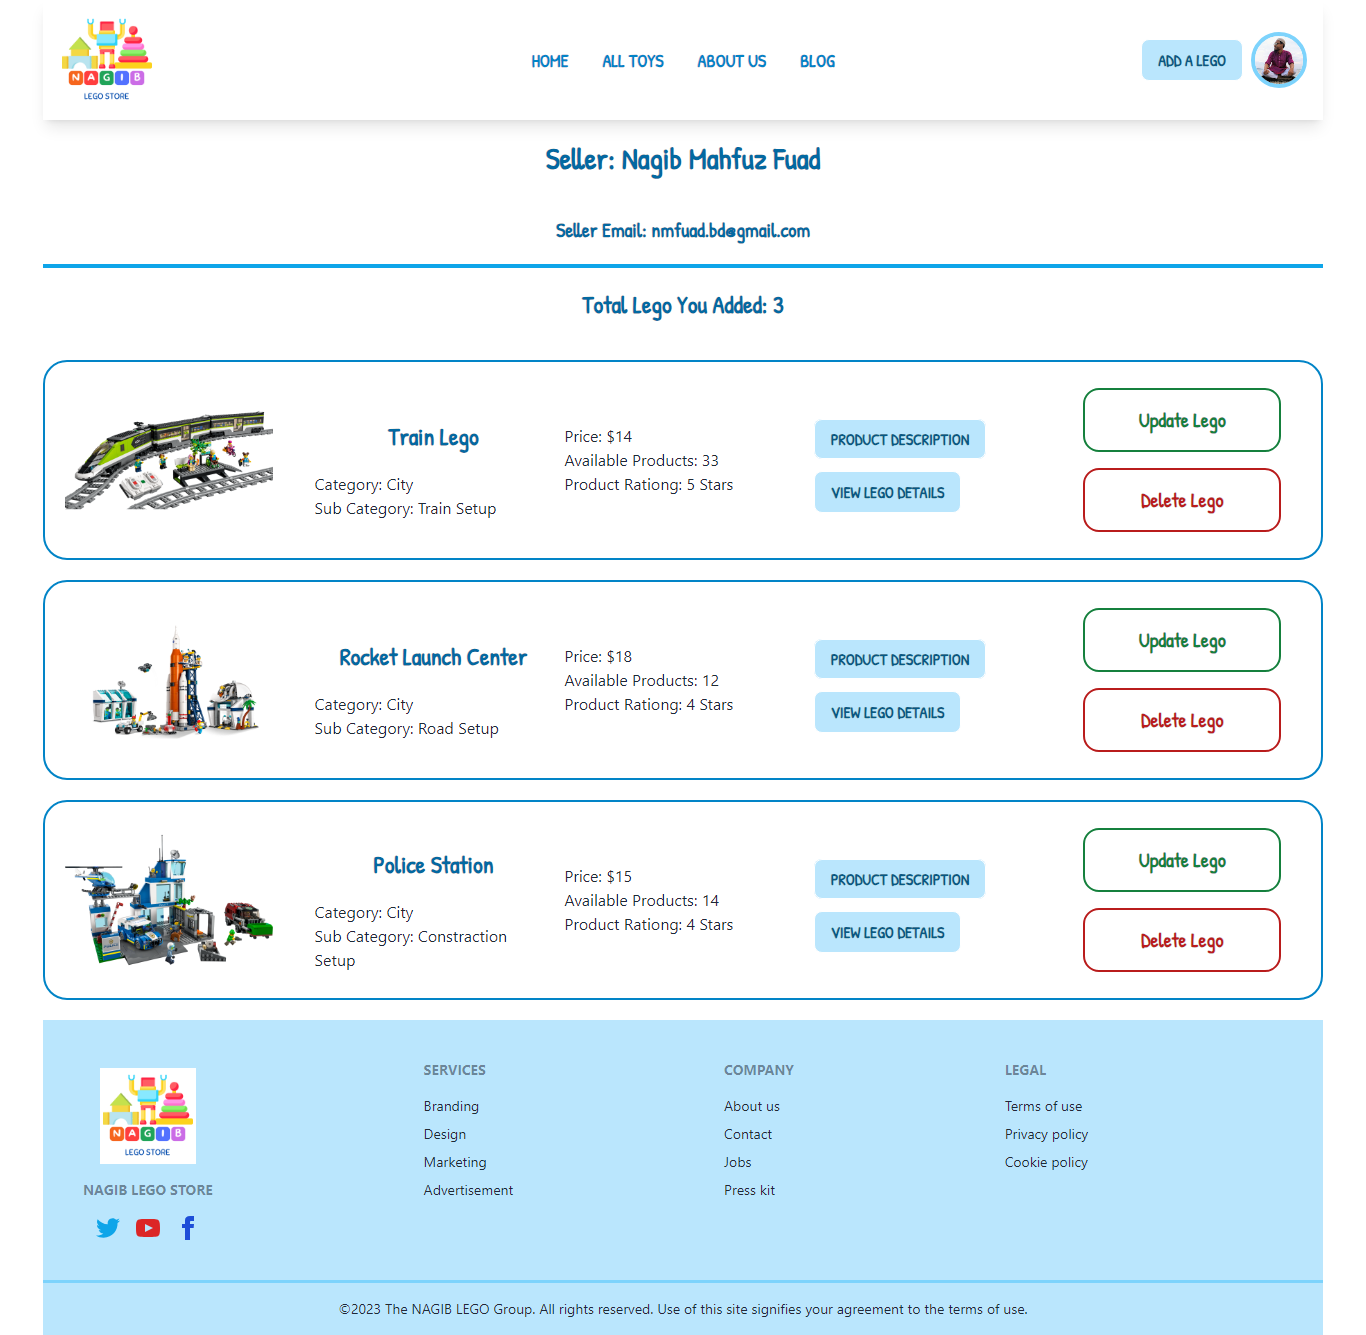 NAGIB
LEGO STORE
HOME ALL TOYS ABOUT US BLOG
ADD A LEGO
Seller: Nagib Mahfuz Fuad
Seller Email: nmfuad.bd@gmail.com
Total Lego You Added: 3
Train Lego
Category: City
Sub Category: Train Setup
Price: $14
Available Products: 33
Product Rationg: 5 Stars
PRODUCT DESCRIPTION
VIEW LEGO DETAILS
Update Lego
Delete Lego
Rocket Launch Center
Category: City
Sub Category: Road Setup
Price: $18
Available Products: 12
Product Rationg: 4 Stars
PRODUCT DESCRIPTION
VIEW LEGO DETAILS
Update Lego
Delete Lego
Police Station
Category: City
Sub Category: Constraction
Setup
Price: $15
Available Products: 14
Product Rationg: 4 Stars
PRODUCT DESCRIPTION
VIEW LEGO DETAILS
Update Lego
Delete Lego
NAGIB
LEGO STORE
NAGIB LEGO STORE
SERVICES
Branding
Design
Marketing
Advertisement
COMPANY
About us
Contact
Jobs
Press kit
LEGAL
Terms of use
Privacy policy
Cookie policy
©2023 The NAGIB LEGO Group. All rights reserved. Use of this site signifies your agreement to the terms of use.